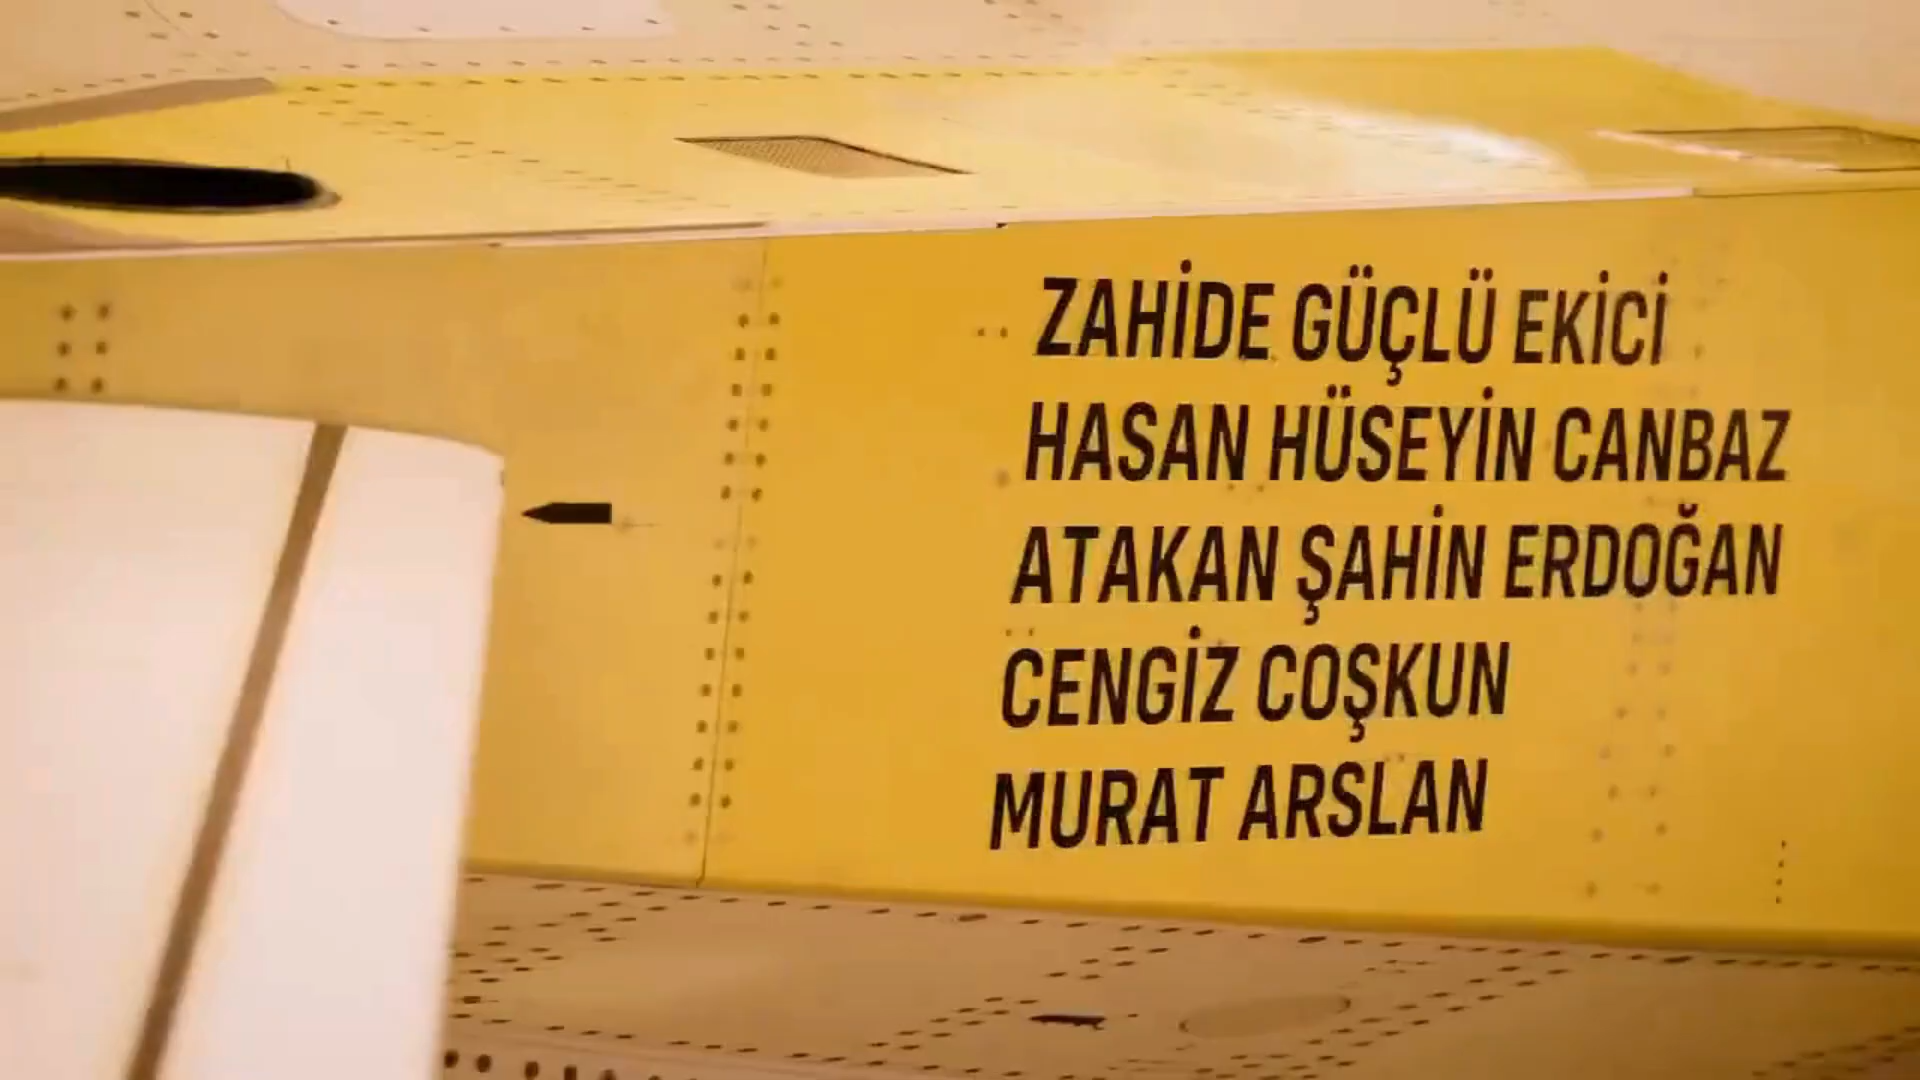 ZAHİDE GÜÇLÜ EKİCİ
HASAN HÜSEYİN CANBAZ
ATAKAN ŞAHİN ERDOĞAN
CENGİZ COŞKUN
MURAT ARSLAN